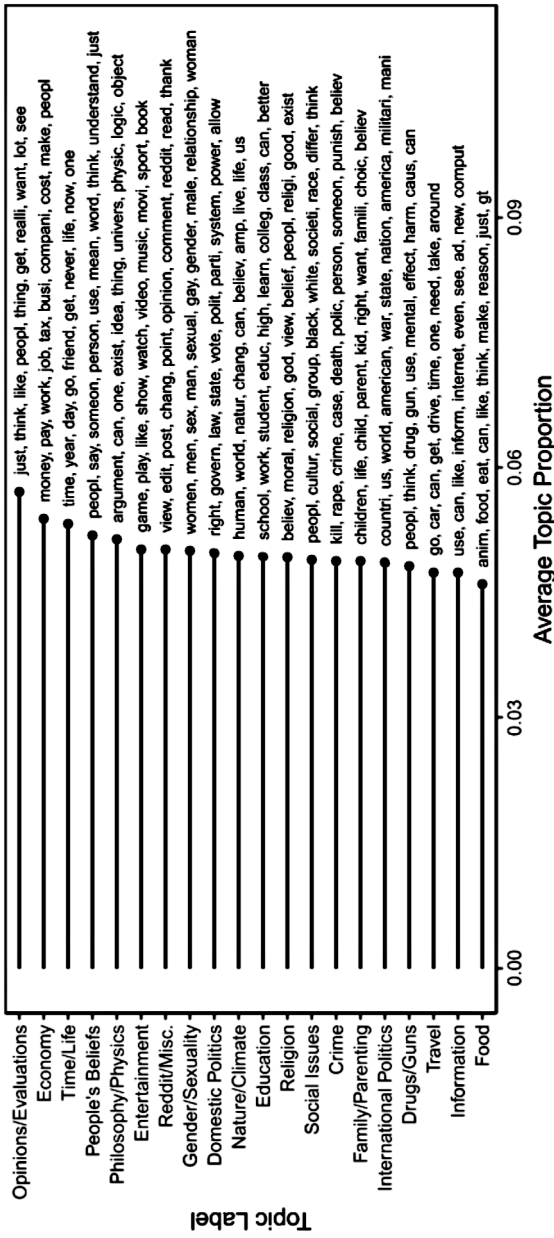 Topic Label
Opinions/Evaluations
just, think, like, peopl, thing, get, realli, want, lot, see
Economy
money, pay, work, job, tax, busi, compani, cost, make, peopl
Time/Life
time, year, day, go, friend, get, never, life, now, one
People's Beliefs
peopl, say, someon, person, use, mean, word, think, understand, just
Philosophy/Physics
argument, can, one, exist, idea, thing, univers, physic, logic, object
Entertainment
game, play, like, show, watch, video, music, movi, sport, book
Reddit/Misc.
view, edit, post, chang, point, opinion, comment, reddit, read, thank
Gender/Sexuality
women, men, sex, man, sexual, gay, gender, male, relationship, woman
Domestic Politics
right, govern, law, state, vote, polit, parti, system, power, allow
Nature/Climate
human, world, natur, chang, can, believ, amp, live, life, us
Education
school, work, student, educ, high, learn, colleg, class, can, better
Religion
believ, moral, religion, god, view, belief, peopl, religi, good, exist
Social Issues
peopl, cultur, social, group, black, white, societi, race, differ, think
Crime
kill, rape, crime, case, death, polic, person, someon, punish, believ
Family/Parenting
children, life, child, parent, kid, right, want, famili, choic, believ
International Politics
countri, us, world, american, war, state, nation, america, militari, mani
Drugs/Guns
peopl, think, drug, gun, use, mental, effect, harm, caus, can
Travel
go, car, can, get, drive, time, one, need, take, around
Information
use, can, like, inform, internet, even, see, ad, new, comput
Food
anim, food, eat, can, like, think, make, reason, just, gt
0.00
0.03
0.06
0.09
Average Topic Proportion